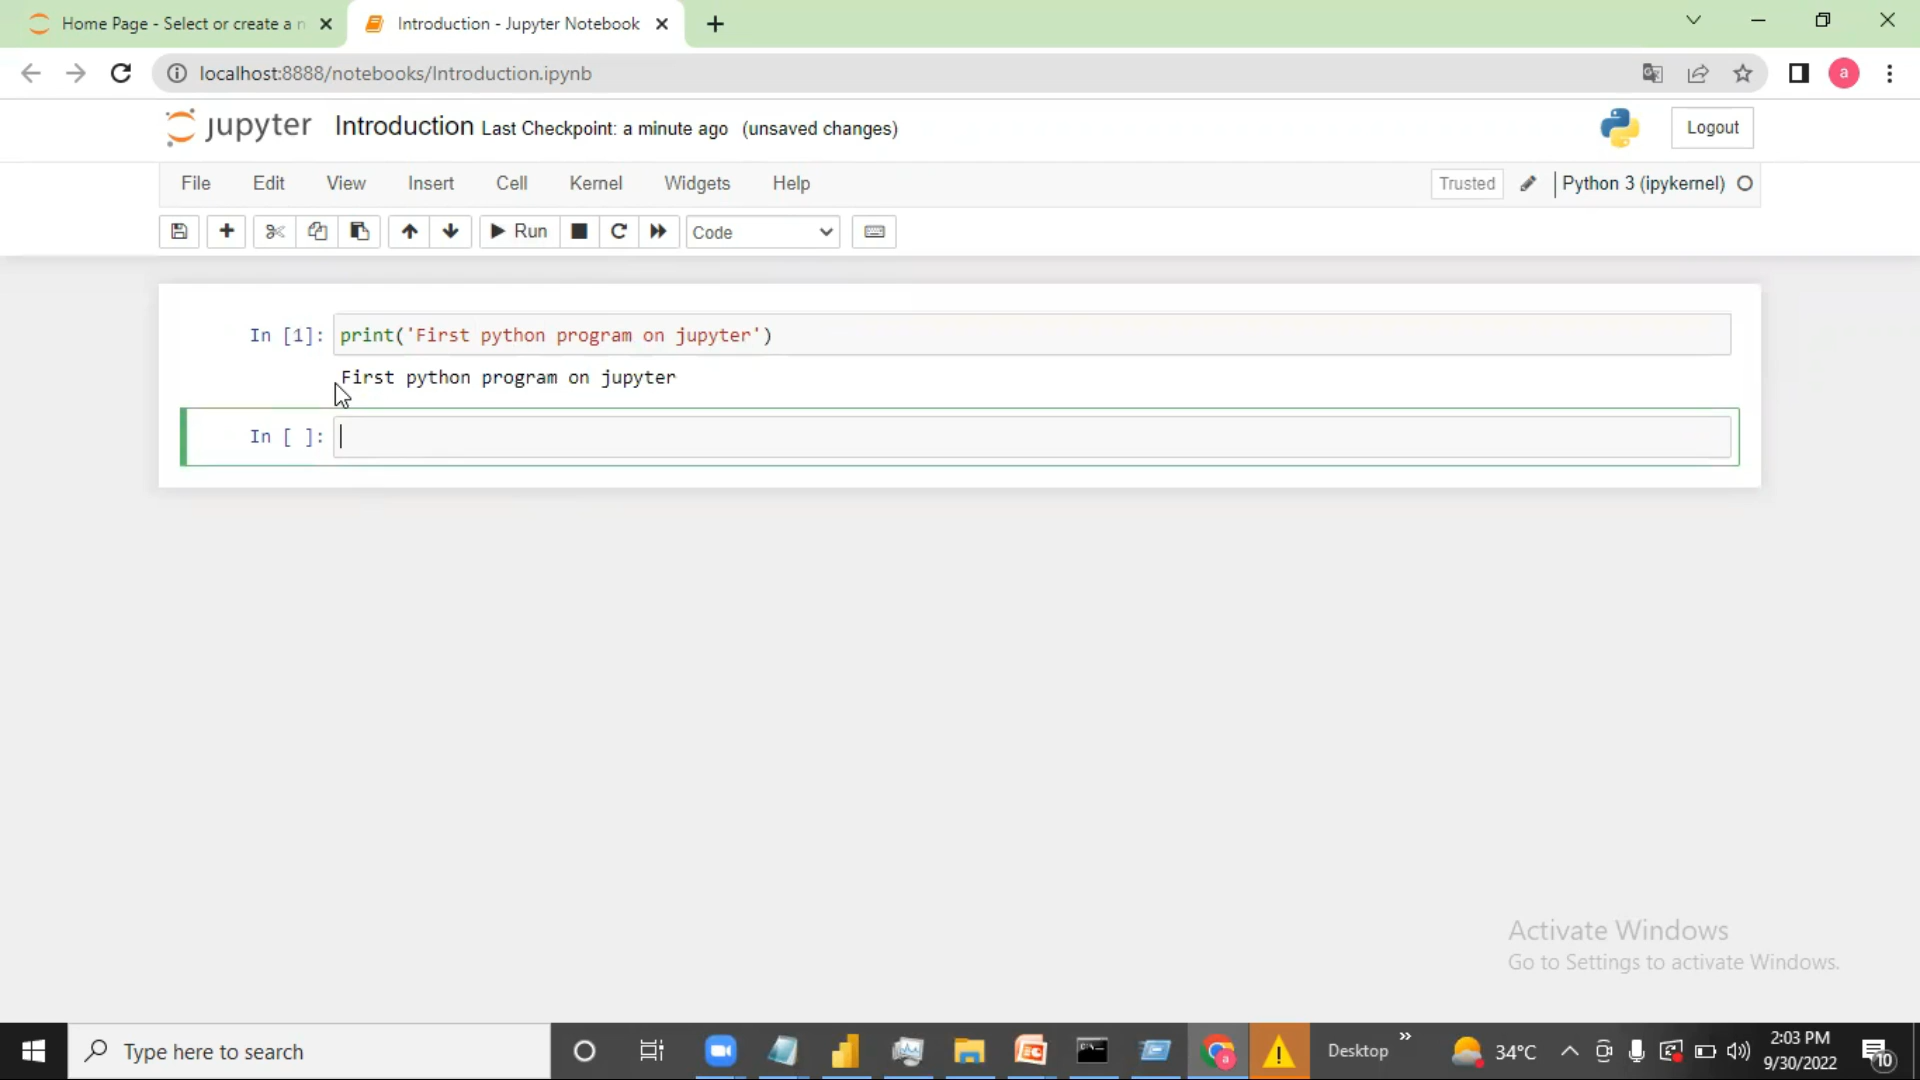 Home Page - Select or create a n
Introduction - Jupyter Notebook
localhost:8888/notebooks/Introduction.ipynb
a
jupyter Introduction Last Checkpoint: a minute ago (unsaved changes)
Logout
File Edit View Insert Cell Kernel Widgets Help
Trusted Python 3 (ipykernel)
Run Code
In [1]: print('First python program on jupyter')
First python program on jupyter
In [ ]:
Activate Windows
Go to Settings to activate Windows.
Type here to search
a
Desktop
34°C
2:03 PM
9/30/2022
10